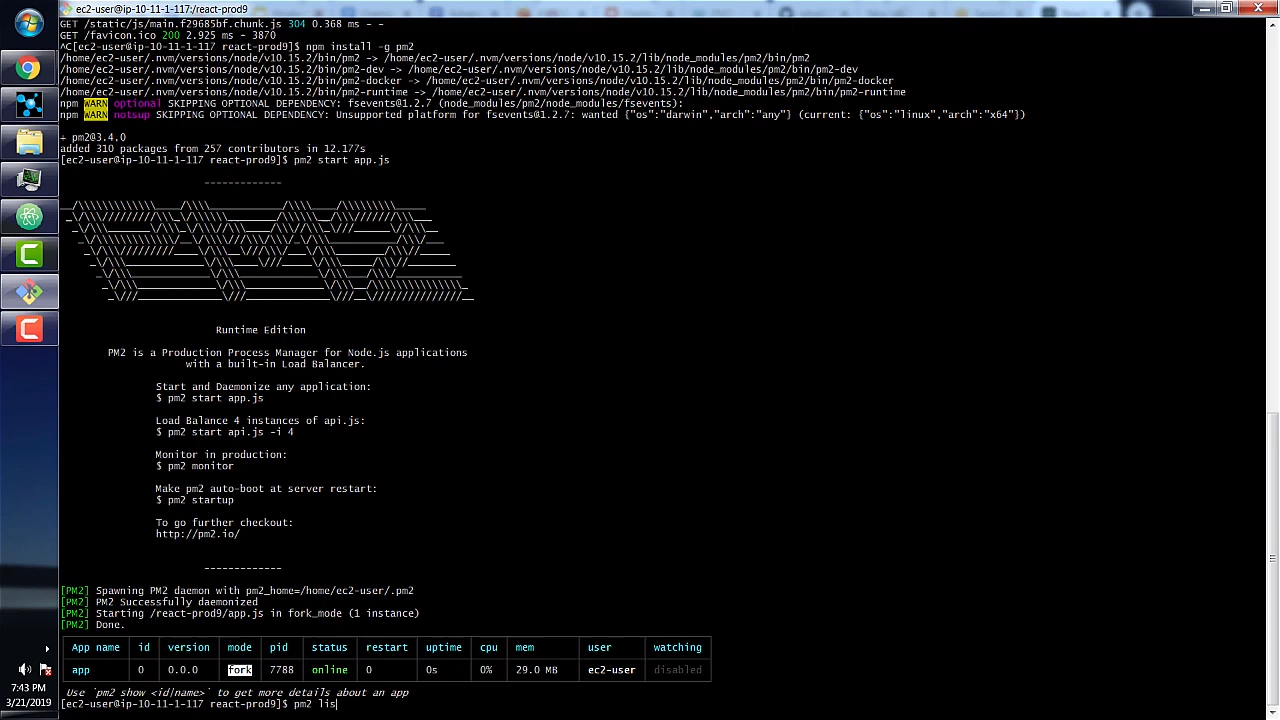 ec2-user@ip-10-11-1-117:/react-prod9
GET /static/js/main.f29685bf.chunk.js 304 0.368 ms - -
GET /favicon.ico 200 2.925 ms - 3870
^C[ec2-user@ip-10-11-1-117 react-prod9]$ npm install -g pm2
/home/ec2-user/.nvm/versions/node/v10.15.2/bin/pm2 -> /home/ec2-user/.nvm/versions/node/v10.15.2/lib/node_modules/pm2/bin/pm2
/home/ec2-user/.nvm/versions/node/v10.15.2/bin/pm2-dev -> /home/ec2-user/.nvm/versions/node/v10.15.2/lib/node_modules/pm2/bin/pm2-dev
/home/ec2-user/.nvm/versions/node/v10.15.2/bin/pm2-docker -> /home/ec2-user/.nvm/versions/node/v10.15.2/lib/node_modules/pm2/bin/pm2-docker
/home/ec2-user/.nvm/versions/node/v10.15.2/bin/pm2-runtime -> /home/ec2-user/.nvm/versions/node/v10.15.2/lib/node_modules/pm2/bin/pm2-runtime
npm WARN optional SKIPPING OPTIONAL DEPENDENCY: fsevents@1.2.7 (node_modules/pm2/node_modules/fsevents):
npm WARN notsup SKIPPING OPTIONAL DEPENDENCY: Unsupported platform for fsevents@1.2.7: wanted {"os":"darwin","arch":"any"} (current: {"os":"linux","arch":"x64"})
+ pm2@3.4.0
added 310 packages from 257 contributors in 12.177s
[ec2-user@ip-10-11-1-117 react-prod9]$ pm2 start app.js
-------------
Runtime Edition
PM2 is a Production Process Manager for Node.js applications
with a built-in Load Balancer.
Start and Daemonize any application:
$ pm2 start app.js
Load Balance 4 instances of api.js:
$ pm2 start api.js -i 4
Monitor in production:
$ pm2 monitor
Make pm2 auto-boot at server restart:
$ pm2 startup
To go further checkout:
http://pm2.io/
-------------
[PM2] Spawning PM2 daemon with pm2_home=/home/ec2-user/.pm2
[PM2] PM2 Successfully daemonized
[PM2] Starting /react-prod9/app.js in fork_mode (1 instance)
[PM2] Done.
App name id version mode pid status restart uptime cpu mem user watching
app 0 0.0.0 fork 7788 online 0 0s 0% 29.0 MB ec2-user disabled
Use `pm2 show <id|name>` to get more details about an app
[ec2-user@ip-10-11-1-117 react-prod9]$ pm2 lis
7:43 PM
3/21/2019